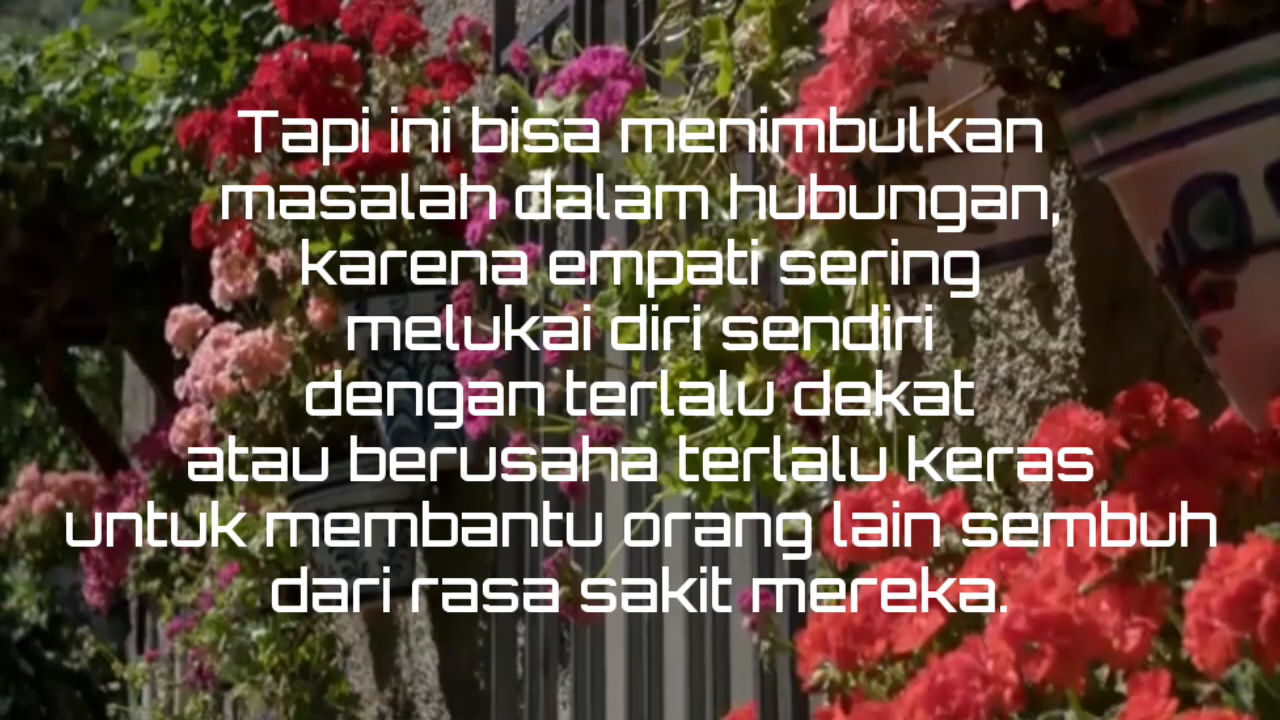 Tapi ini bisa menimbulkan
masalah dalam hubungan,
karena empati sering
melukai diri sendiri
dengan terlalu dekat
atau berusaha terlalu keras
untuk membantu orang lain sembuh
dari rasa sakit mereka.